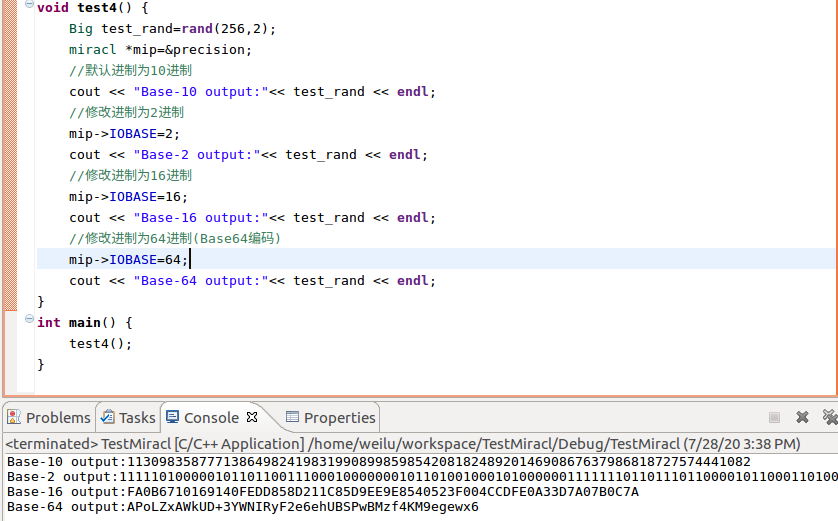 void test4() {
Big test_rand=rand(256,2);
miracl *mip=&precision;
//默认进制为10进制
cout << "Base-10 output:"<< test_rand << endl;
//修改进制为2进制
mip->IOBASE=2;
cout << "Base-2 output:"<< test_rand << endl;
//修改进制为16进制
mip->IOBASE=16;
cout << "Base-16 output:"<< test_rand << endl;
//修改进制为64进制(Base64编码)
mip->IOBASE=64;
cout << "Base-64 output:"<< test_rand << endl;
}
int main() {
test4();
}
Problems Tasks Console Properties
<terminated> TestMiracl [C/C++ Application] /home/weilu/workspace/TestMiracl/Debug/TestMiracl (7/28/20 3:38 PM)
Base-10 output:113098358777138649824198319908998598542081824892014690867637986818727574441082
Base-2 output:1111101000001011011001110001000000010110100100010100000011111111011011101100001011000110100
Base-16 output:FA0B6710169140FEDD858D211C85D9EE9E8540523F004CCDFE0A33D7A07B0C7A
Base-64 output:APoLZxAWkUD+3YWNIRyF2e6ehUBSPwBMzf4KM9egewx6